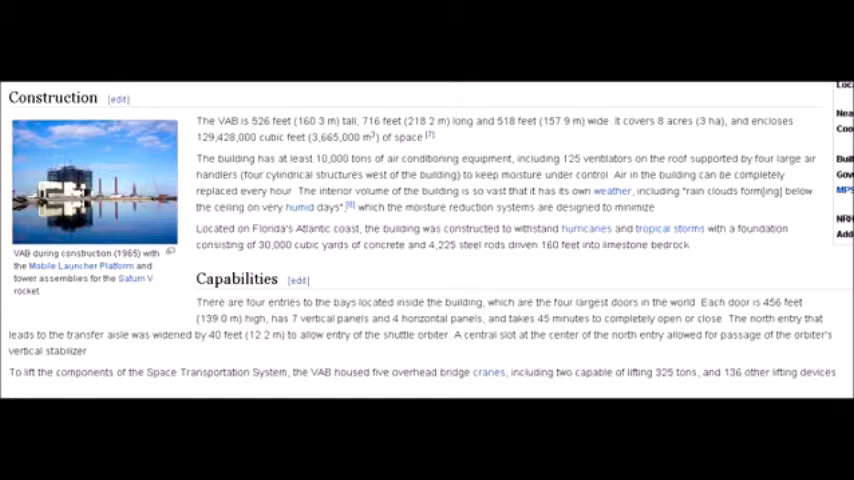 Construction [edit]
The VAB is 526 feet (160 3 m) tall, 716 feet (218 2 m) long and 518 feet (157 9 m) wide It covers 8 acres (3 ha), and encloses
129,428,000 cubic feet (3,665,000 m³) of space [7]
The building has at least 10,000 tons of air conditioning equipment, including 125 ventilators on the roof supported by four large air
handlers (four cylindrical structures west of the building) to keep moisture under control Air in the building can be completely
replaced every hour The interior volume of the building is so vast that it has its own weather, including "rain clouds form[ing] below
the ceiling on very humid days",[8] which the moisture reduction systems are designed to minimize
Located on Florida's Atlantic coast, the building was constructed to withstand hurricanes and tropical storms with a foundation
consisting of 30,000 cubic yards of concrete and 4,225 steel rods driven 160 feet into limestone bedrock
VAB during construction (1965) with
the Mobile Launcher Platform and
tower assemblies for the Saturn V
rocket
Capabilities [edit]
There are four entries to the bays located inside the building, which are the four largest doors in the world Each door is 456 feet
(139 0 m) high, has 7 vertical panels and 4 horizontal panels, and takes 45 minutes to completely open or close The north entry that
leads to the transfer aisle was widened by 40 feet (12 2 m) to allow entry of the shuttle orbiter. A central slot at the center of the north entry allowed for passage of the orbiter's
vertical stabilizer
To lift the components of the Space Transportation System, the VAB housed five overhead bridge cranes, including two capable of lifting 325 tons, and 136 other lifting devices
Loca
Nea
Coo
Buil
Gov
MPS
NRH
Adde